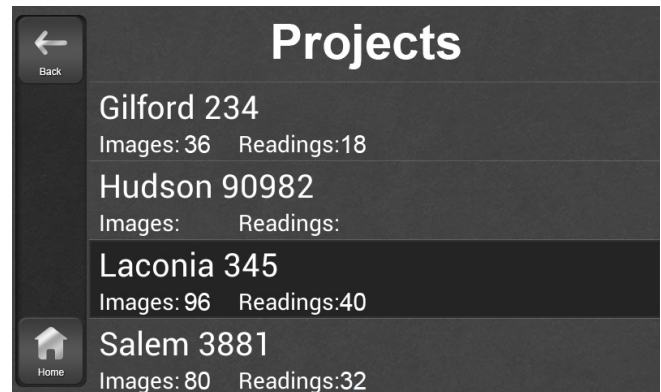 Projects
Back
Gilford 234
Images: 36 Readings:18
Hudson 90982
Images: Readings:
Laconia 345
Images: 96 Readings:40
Salem 3881
Images: 80 Readings:32
Home